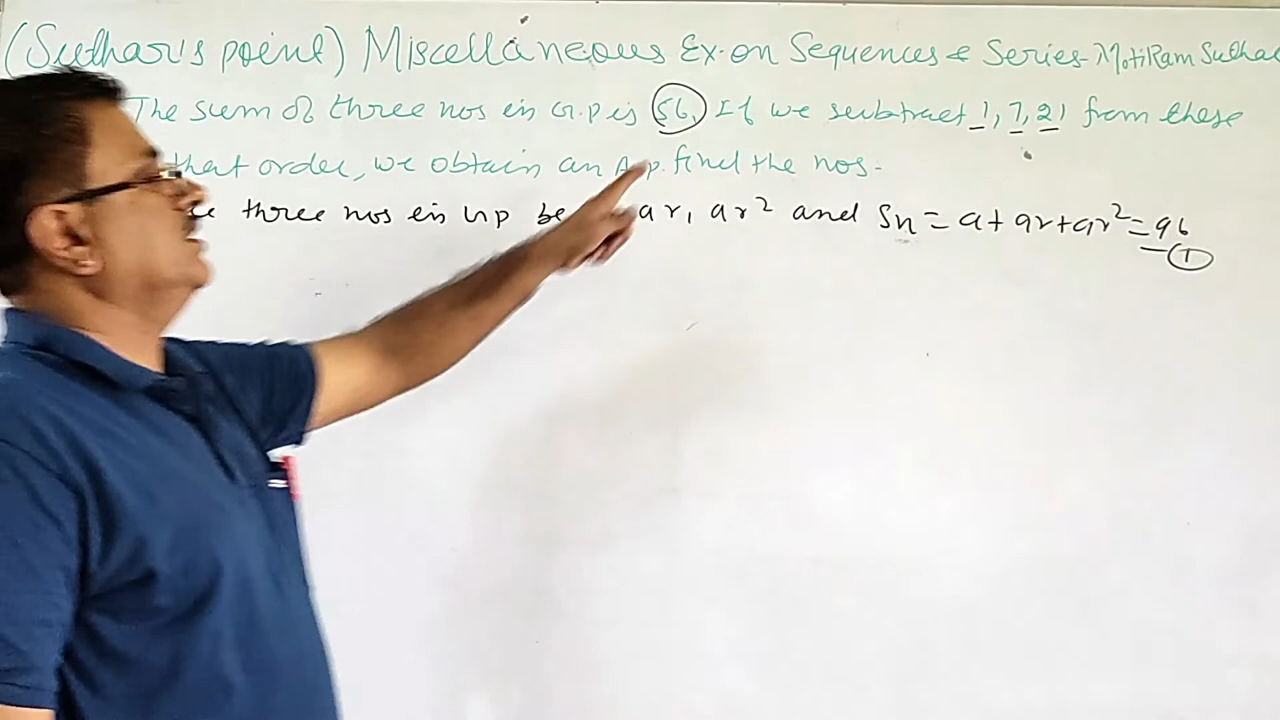 (Suthar's point) Miscellaneous Ex. on Sequences & Series - MotiRam Suthar
The sum of three nos in G.P is 56. If we subtract 1, 7, 21 from these
that order, we obtain an A.p. find the nos.
three nos in Gp be ar, ar² and Sn = a + ar + ar² = 96
— ①